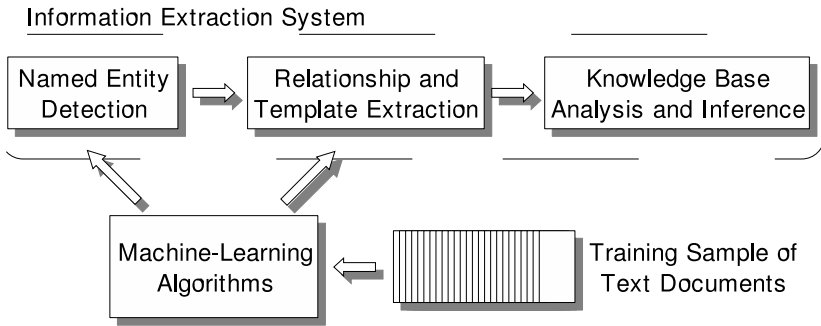 Information Extraction System
Named Entity
Detection
Relationship and
Template Extraction
Knowledge Base
Analysis and Inference
Machine-Learning
Algorithms
Training Sample of
Text Documents